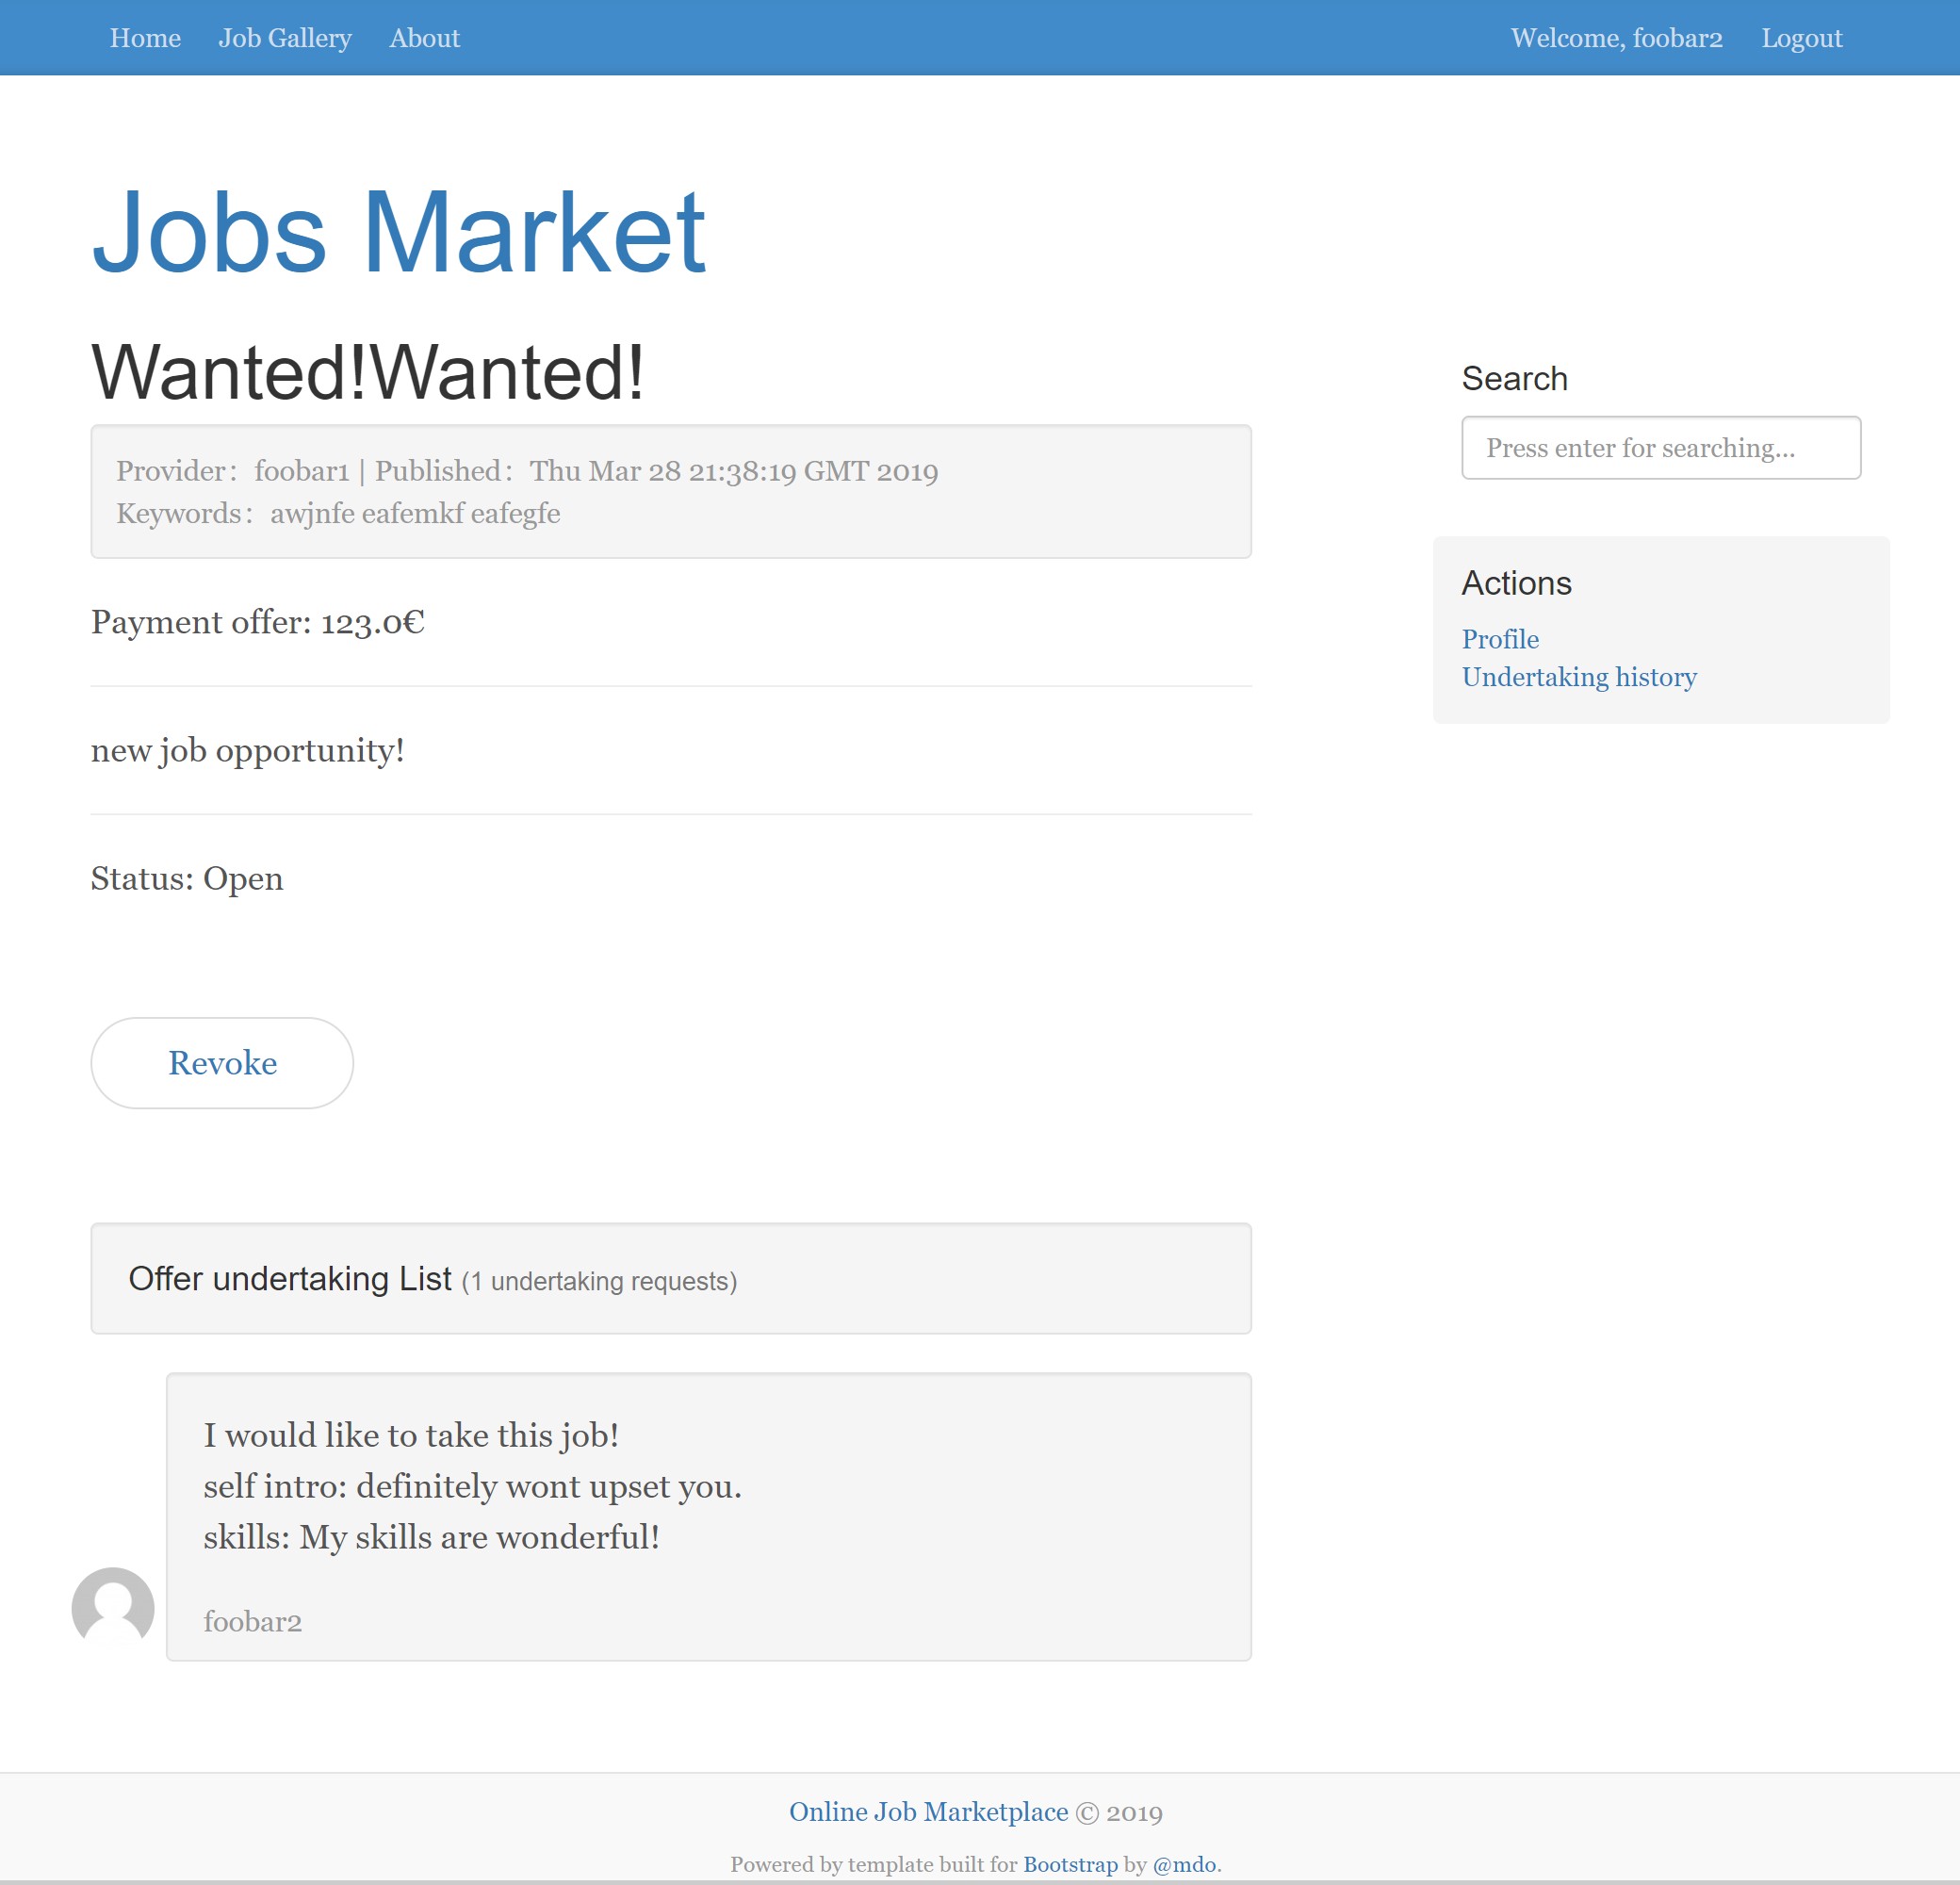 Home Job Gallery About Welcome, foobar2 Logout
Jobs Market
Wanted!Wanted!
Provider: foobar1 | Published: Thu Mar 28 21:38:19 GMT 2019
Keywords: awjnfe eafemkf eafegfe
Payment offer: 123.0€
new job opportunity!
Status: Open
Revoke
Offer undertaking List (1 undertaking requests)
I would like to take this job!
self intro: definitely wont upset you.
skills: My skills are wonderful!
foobar2
Search
Press enter for searching...
Actions
Profile
Undertaking history
Online Job Marketplace © 2019
Powered by template built for Bootstrap by @mdo.